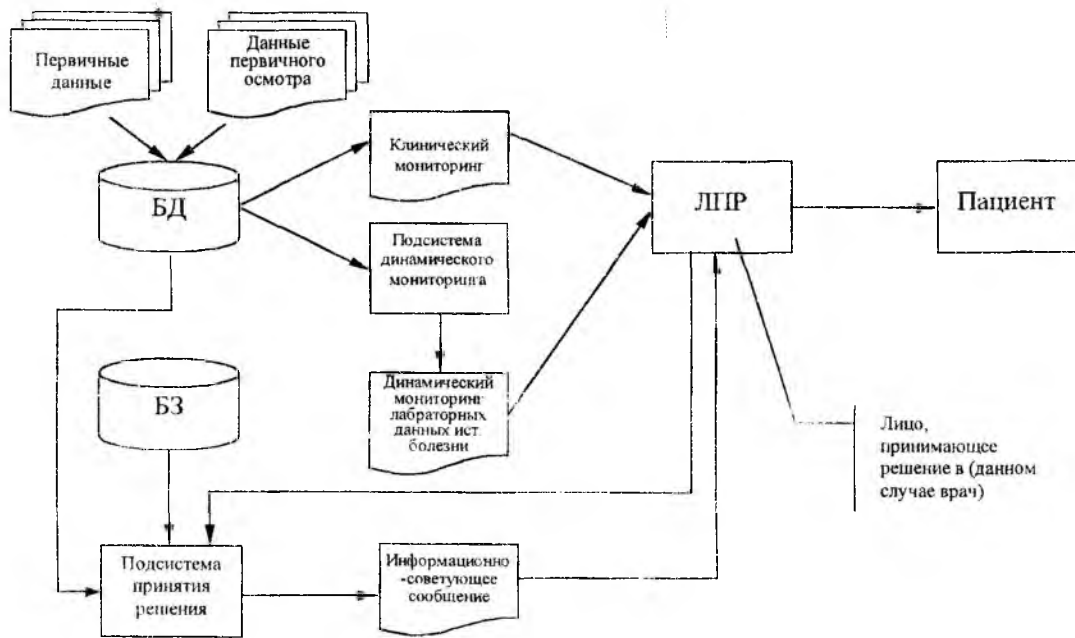 Первичные
данные
Данные
первичного
осмотра
БД
Клинический
мониторинг
ЛПР
Пациент
Подсистема
динамического
мониторинга
БЗ
Динамический
мониторинг
лабраторных
данных ист.
болезни
Лицо,
принимающее
решение в (данном
случае врач)
Подсистема
принятия
решения
Информационно
-советующее
сообщение